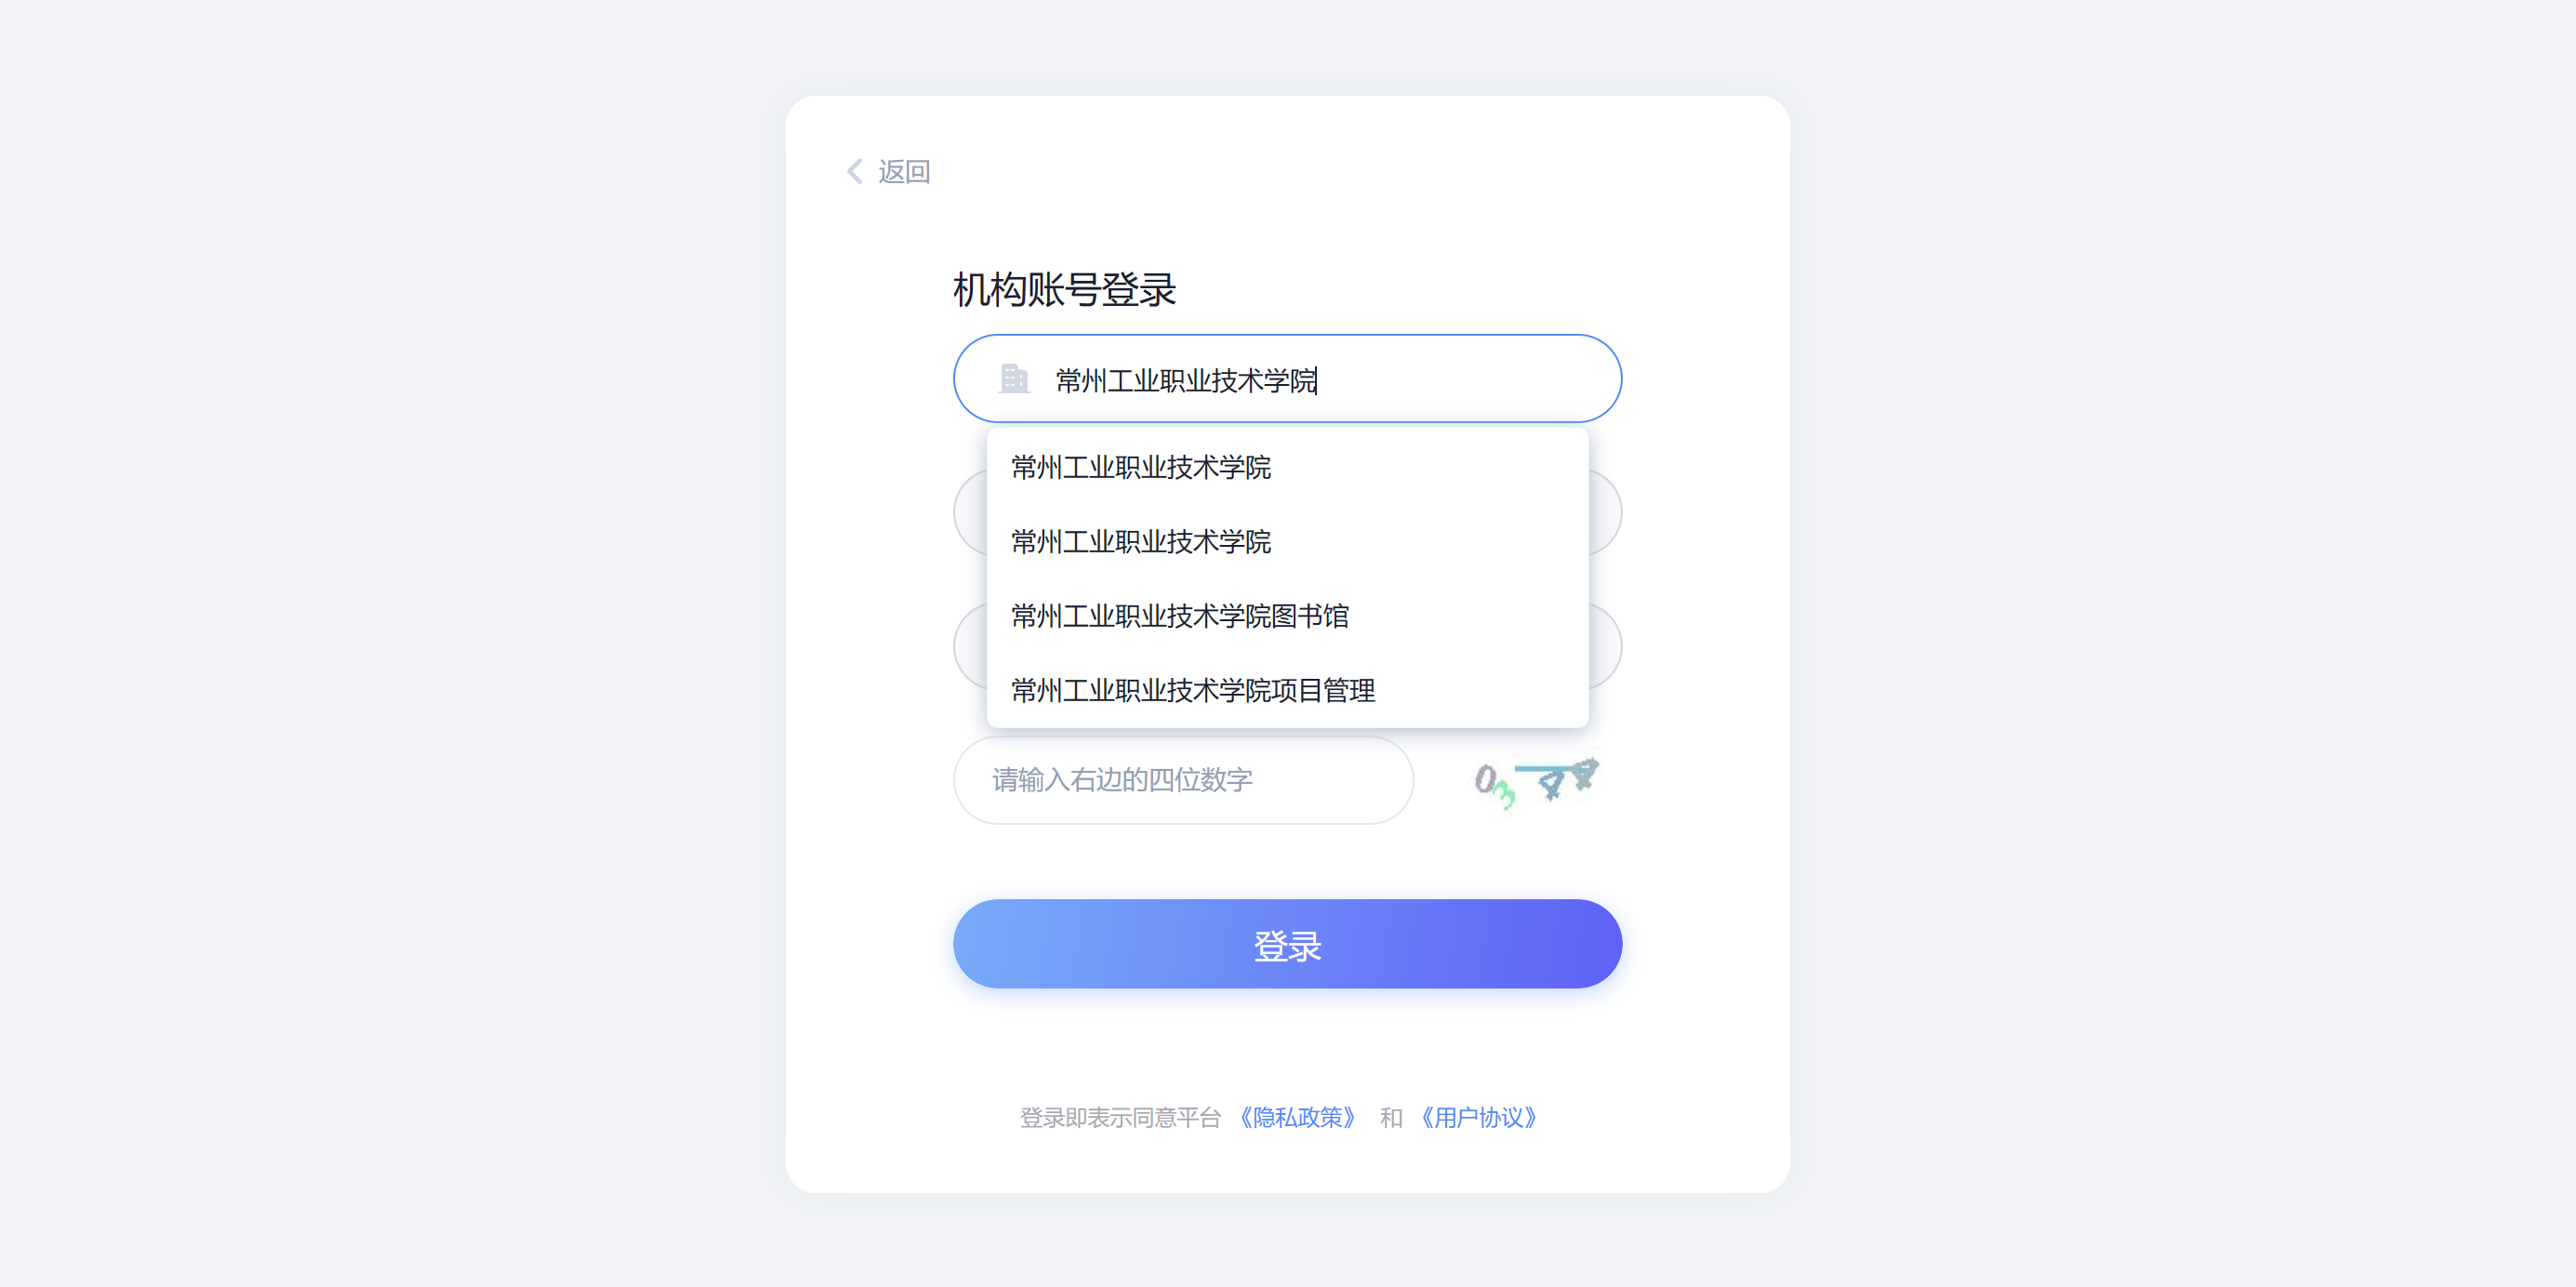 返回
机构账号登录
常州工业职业技术学院
常州工业职业技术学院
常州工业职业技术学院
常州工业职业技术学院图书馆
常州工业职业技术学院项目管理
请输入右边的四位数字
登录
登录即表示同意平台《隐私政策》 和《用户协议》